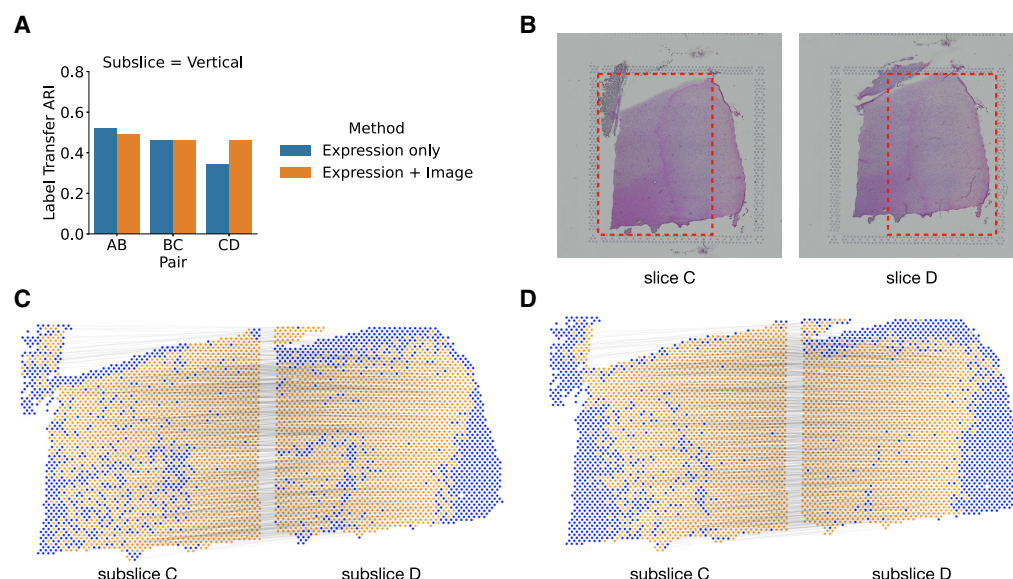 A
Subslice = Vertical
Label Transfer ARI
0.8
0.6
0.4
0.2
0.0
AB
BC
CD
Pair
Method
Expression only
Expression + Image
B
slice C
slice D
C
subslice C
subslice D
D
subslice C
subslice D